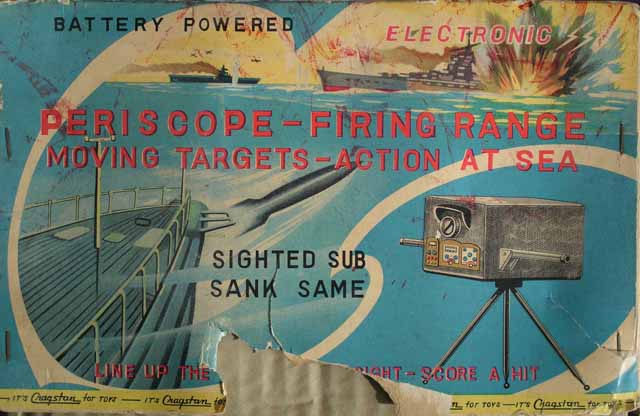 BATTERY POWERED
ELECTRONIC
PERISCOPE-FIRING RANGE
MOVING TARGETS-ACTION AT SEA
SIGHTED SUB
SANK SAME
LINE UP THE SIGHT-SCORE A HIT
IT'S Cragstan for TOYS - IT'S Cragstan for TOYS - IT'S Cragstan for TOYS